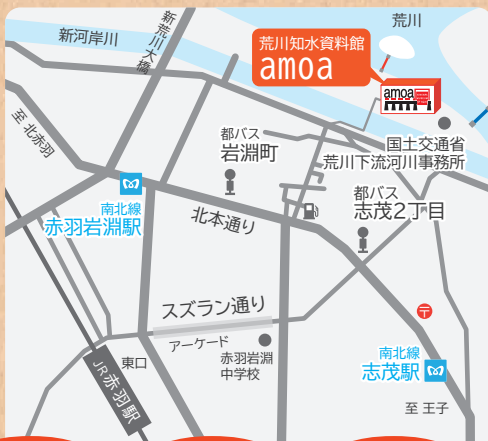 荒川
新河岸川
新荒川大橋
荒川知水資料館
amoa
amoa
至 北赤羽
都バス
岩淵町
国土交通省
荒川下流河川事務所
都バス
志茂2丁目
南北線
赤羽岩淵駅
北本通り
スズラン通り
アーケード
赤羽岩淵
中学校
東口
JR赤羽駅
〒
南北線
志茂駅
至 王子